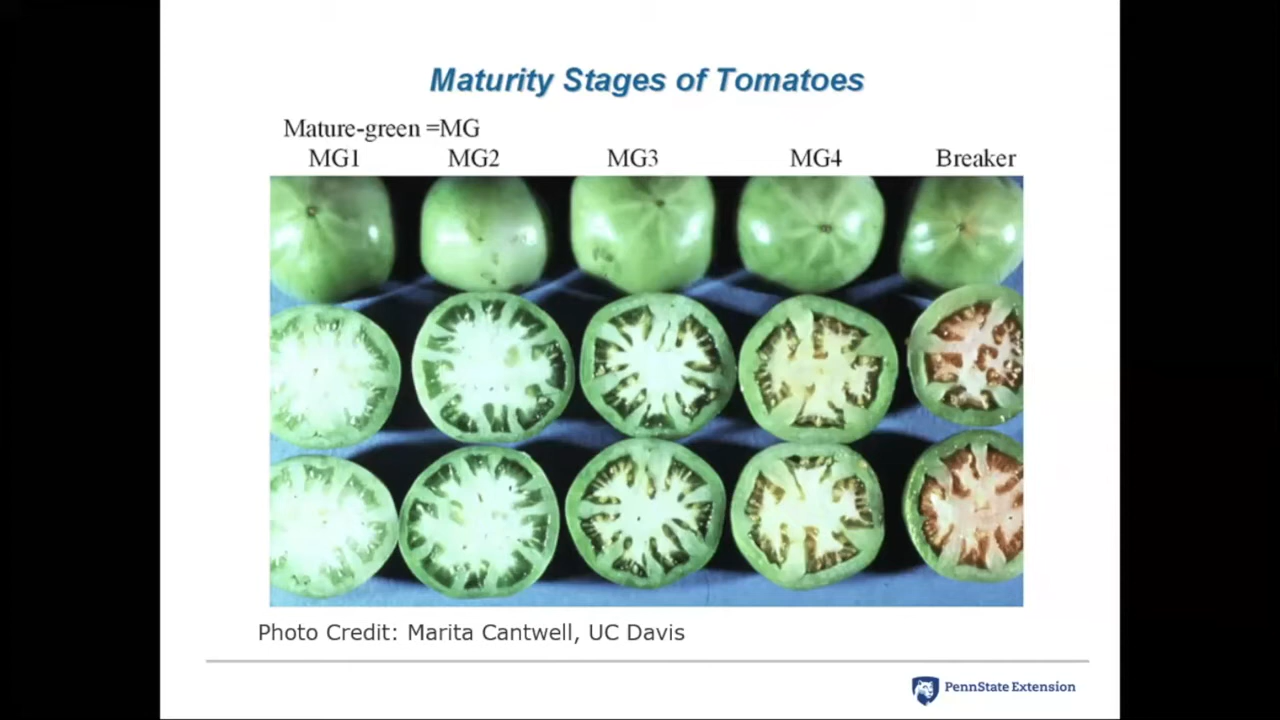 Maturity Stages of Tomatoes
Mature-green =MG
MG1 MG2 MG3 MG4 Breaker
Photo Credit: Marita Cantwell, UC Davis
PennState Extension